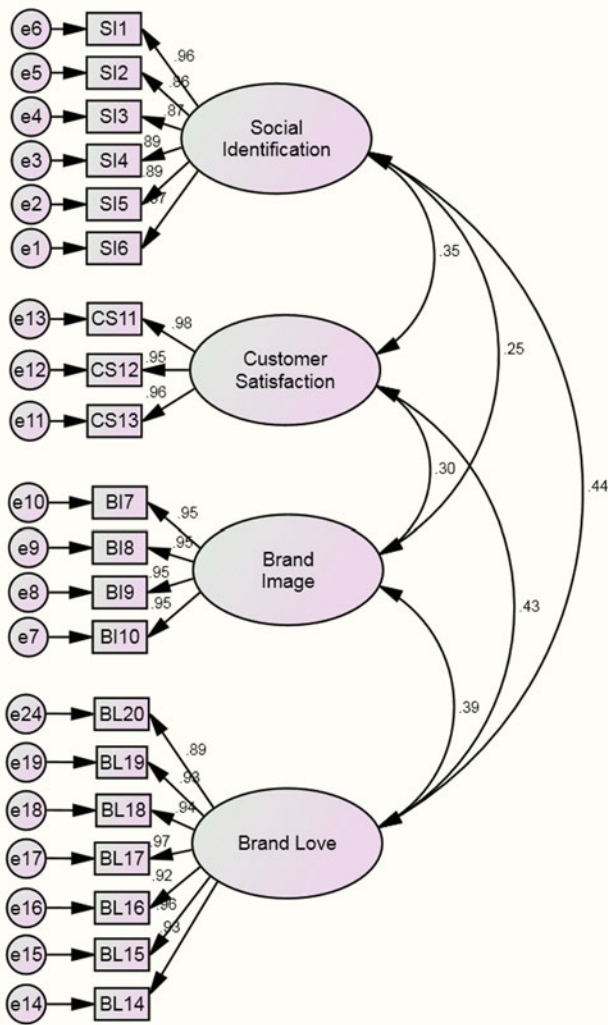 e6 SI1 .96
e5 SI2 .86
e4 SI3 .87
e3 SI4 .89
e2 SI5 .89
e1 SI6
Social
Identification
.35
.25
.44
e13 CS11 .98
e12 CS12 .95
e11 CS13 .96
Customer
Satisfaction
.30
.43
e10 BI7 .95
e9 BI8 .95
e8 BI9 .95
e7 BI10 .95
Brand
Image
.39
e24 BL20 .89
e19 BL19 .93
e18 BL18 .94
e17 BL17 .97
e16 BL16 .92
e15 BL15 .96
e14 BL14 .93
Brand Love